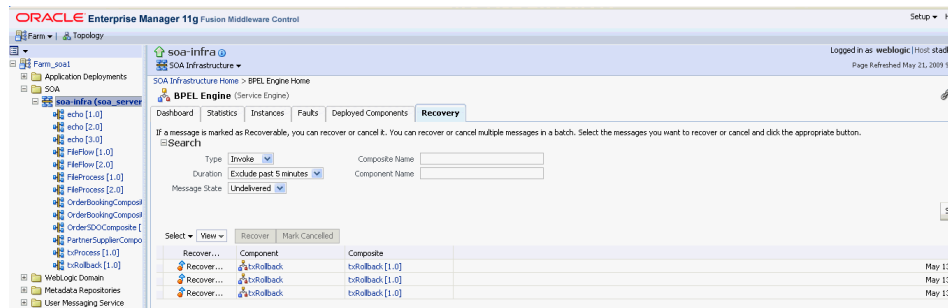 ORACLE Enterprise Manager 11g Fusion Middleware Control
Setup
Farm | Topology
Farm_soa1
Application Deployments
SOA
soa-infra (soa_server
echo [1.0]
echo [2.0]
echo [3.0]
FileFlow [1.0]
FileFlow [2.0]
FileProcess [1.0]
FileProcess [2.0]
OrderBookingComposi
OrderBookingComposi
OrderSDOComposite [
PartnerSupplierCompo
txProcess [1.0]
txRollback [1.0]
WebLogic Domain
Metadata Repositories
User Messaging Service
soa-infra
SOA Infrastructure
Logged in as weblogic | Host stad
Page Refreshed May 21, 2009 9
SOA Infrastructure Home > BPEL Engine Home
BPEL Engine (Service Engine)
Dashboard Statistics Instances Faults Deployed Components Recovery
If a message is marked as Recoverable, you can recover or cancel it. You can recover or cancel multiple messages in a batch. Select the messages you want to recover or cancel and click the appropriate button.
Search
Type Invoke Composite Name
Duration Exclude past 5 minutes Component Name
Message State Undelivered
Select View Recover Mark Cancelled
Recover... Component Composite
Recover... txRollback txRollback [1.0] May 13
Recover... txRollback txRollback [1.0] May 13
Recover... txRollback txRollback [1.0] May 13